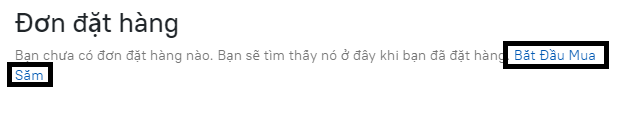 Đơn đặt hàng
Bạn chưa có đơn đặt hàng nào. Bạn sẽ tìm thấy nó ở đây khi bạn đã đặt hàng. Bắt Đầu Mua
Sắm